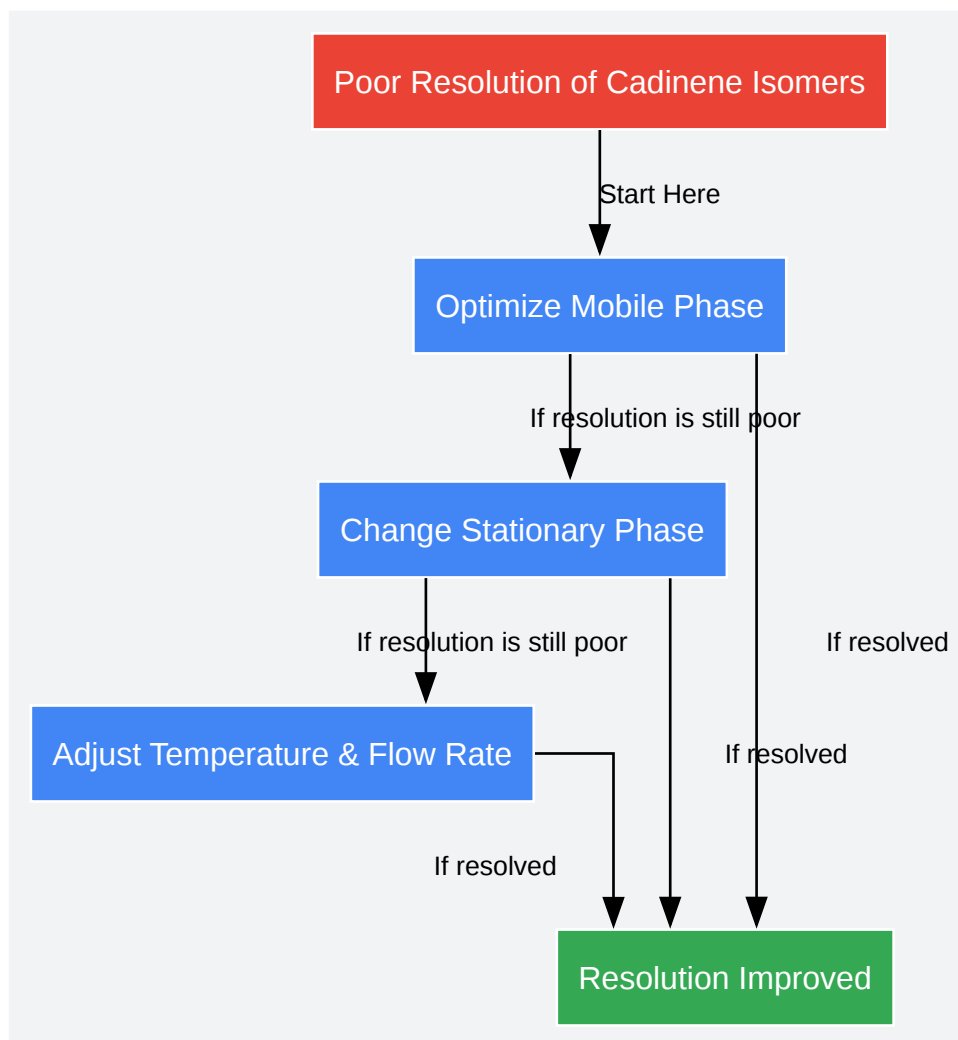 Poor Resolution of Cadinene Isomers
Start Here
Optimize Mobile Phase
If resolution is still poor
Change Stationary Phase
If resolution is still poor
If resolved
Adjust Temperature & Flow Rate
If resolved
If resolved
Resolution Improved